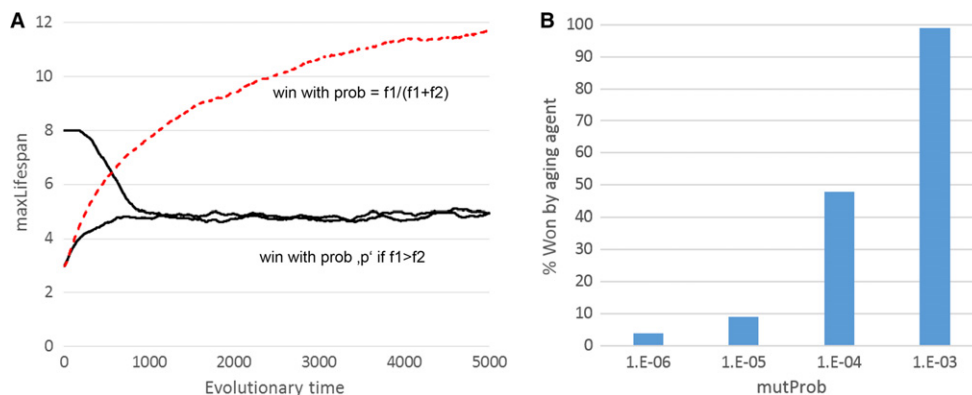 A
12
10
8
6
4
2
0
maxLifespan
win with prob = f1/(f1+f2)
win with prob ‚p‘ if f1>f2
0 1000 2000 3000 4000 5000
Evolutionary time
B
100
90
80
70
60
50
40
30
20
10
0
% Won by aging agent
1.E-06 1.E-05 1.E-04 1.E-03
mutProb